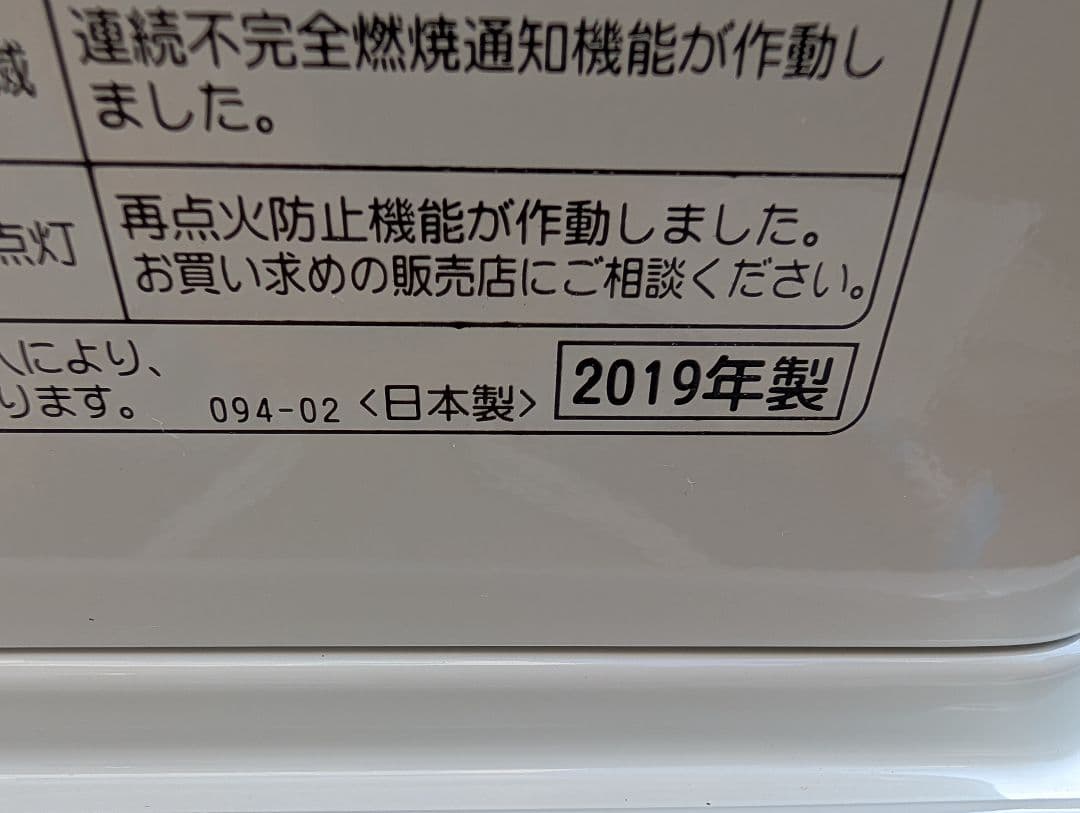 滅
連続不完全燃焼通知機能が作動し
ました。
点灯
再点火防止機能が作動しました。
お買い求めの販売店にご相談ください。
により、
ります。
094-02 <日本製> 2019年製